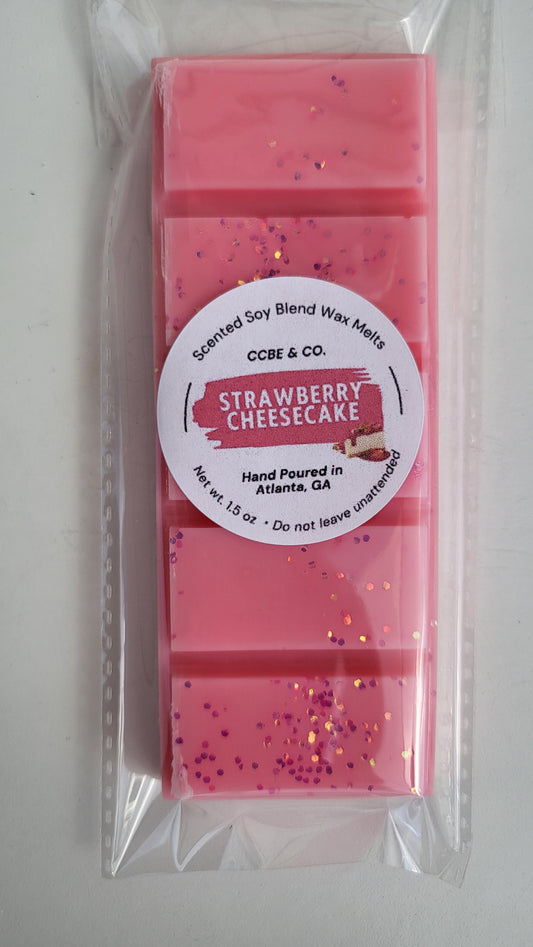 Scented Soy Blend Wax Melts
CCBE & CO.
STRAWBERRY
CHEESECAKE
Hand Poured in
Atlanta, GA
Net wt. 1.5 oz • Do not leave unattended